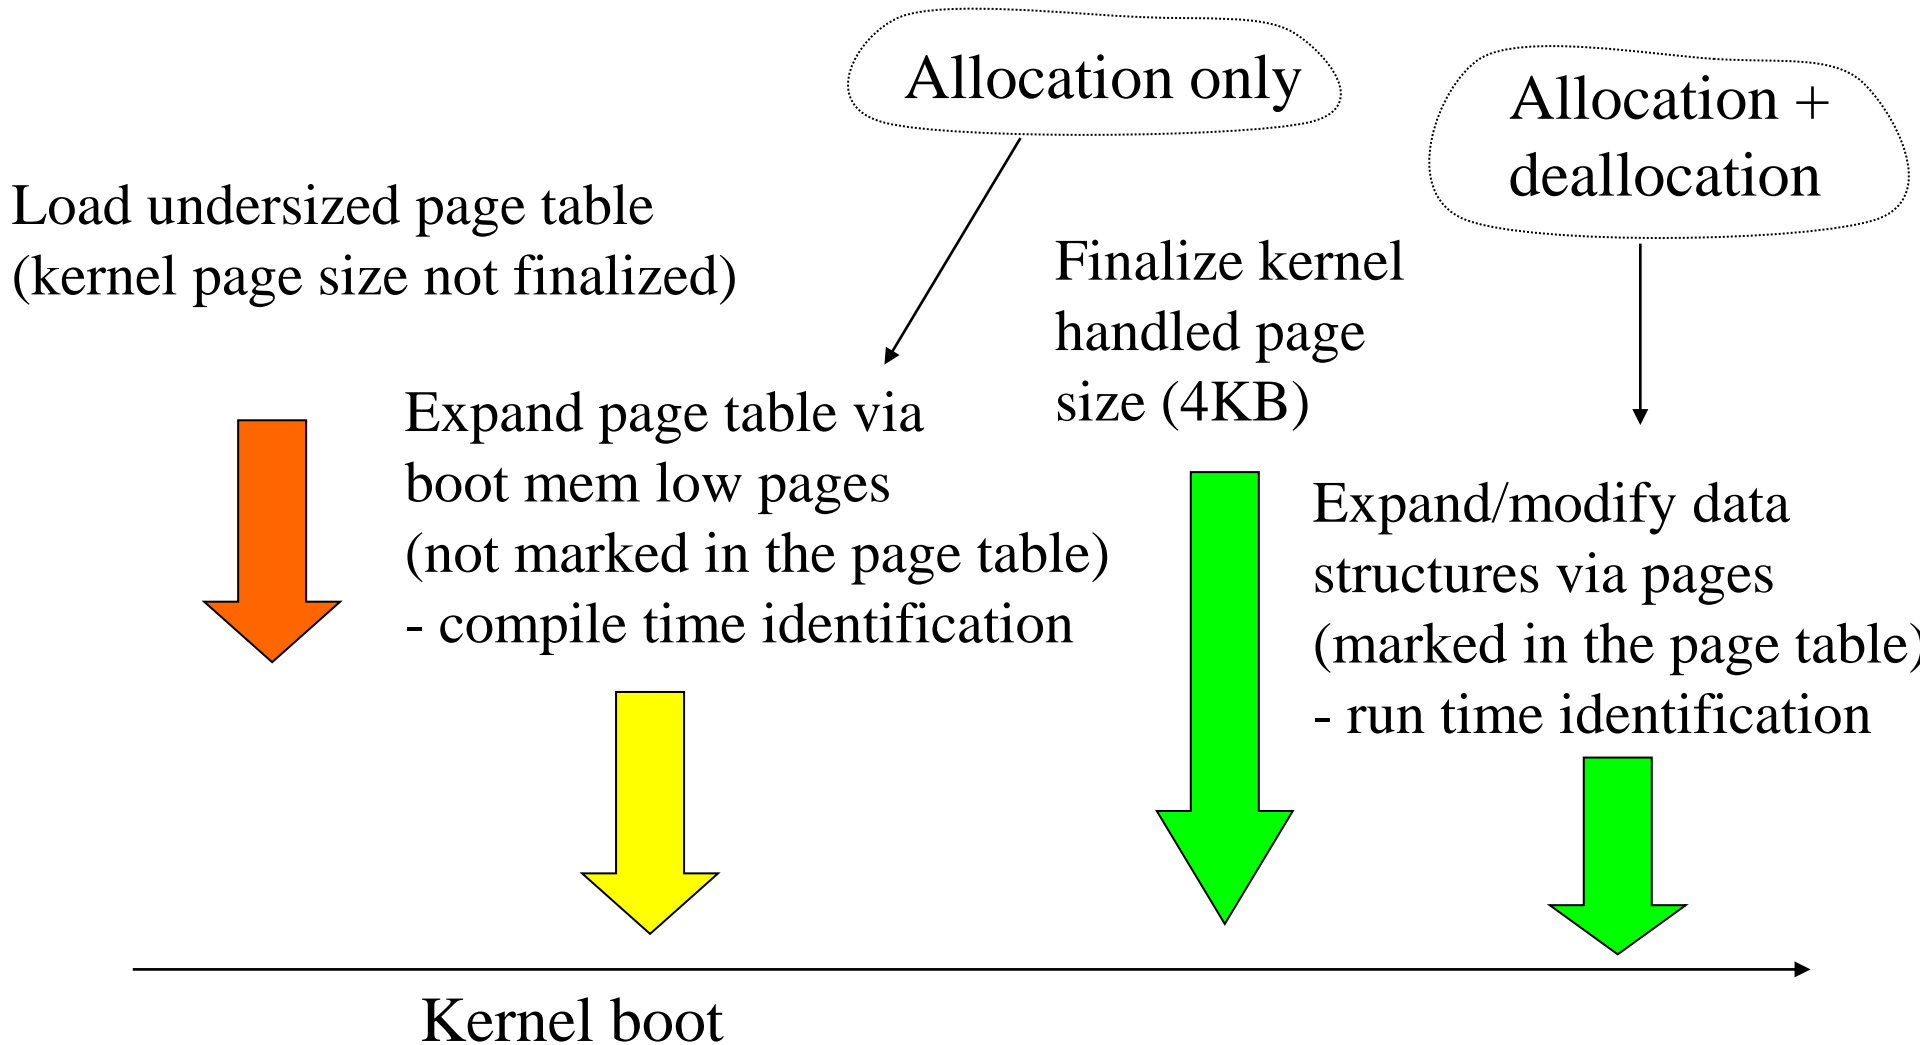 Allocation only
Allocation +
deallocation
Load undersized page table
(kernel page size not finalized)
Expand page table via
boot mem low pages
(not marked in the page table)
- compile time identification
Finalize kernel
handled page
size (4KB)
Expand/modify data
structures via pages
(marked in the page table)
- run time identification
Kernel boot